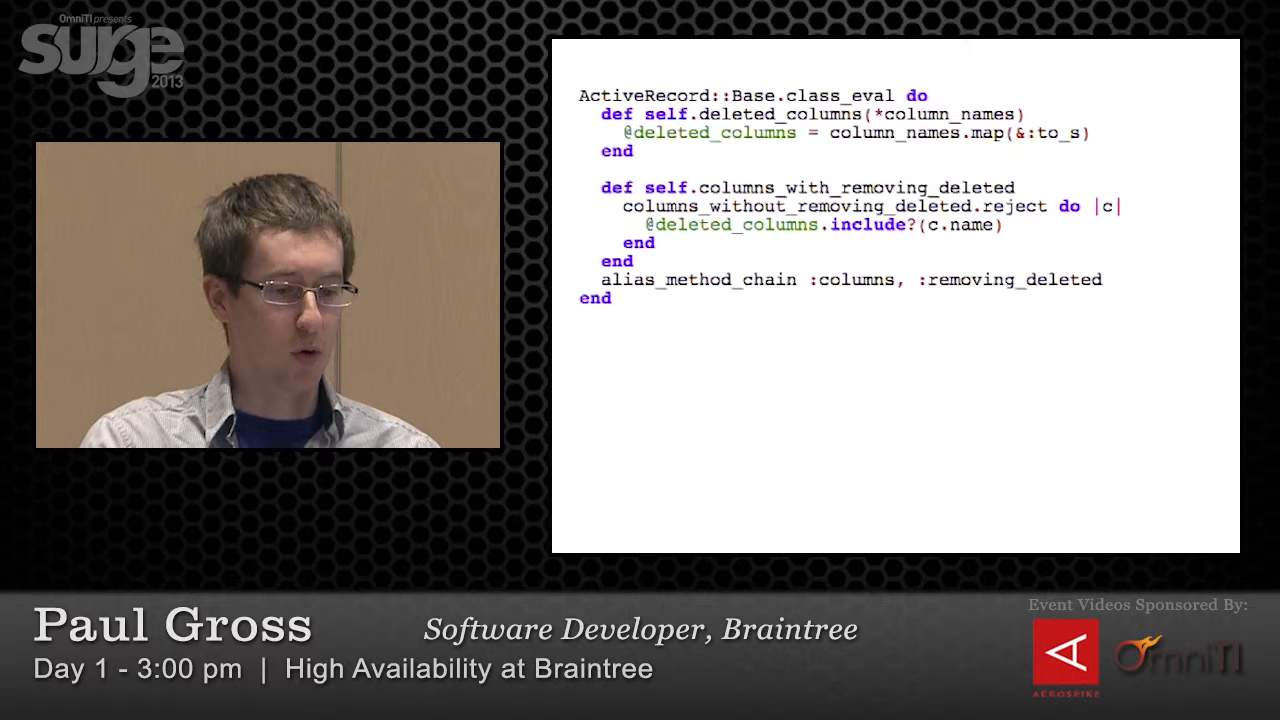 OmniTI presents
surge
2013
ActiveRecord::Base.class_eval do
def self.deleted_columns(*column_names)
@deleted_columns = column_names.map(&:to_s)
end
def self.columns_with_removing_deleted
columns_without_removing_deleted.reject do |c|
@deleted_columns.include?(c.name)
end
end
alias_method_chain :columns, :removing_deleted
end
Paul Gross
Software Developer, Braintree
Day 1 - 3:00 pm | High Availability at Braintree
Event Videos Sponsored By:
AEROSPIKE
OmniTI